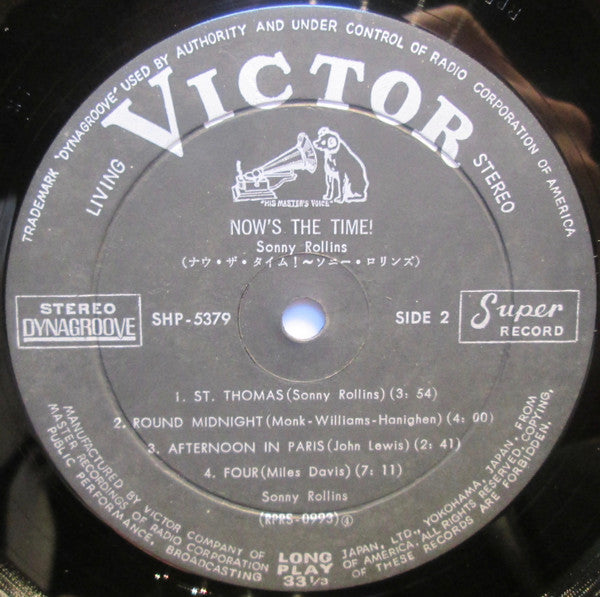 TRADEMARK "DYNAGROOVE" USED BY AUTHORITY AND UNDER CONTROL OF RADIO CORPORATION OF AMERICA
LIVING
VICTOR
STEREO
"HIS MASTER'S VOICE"
NOW'S THE TIME!
Sonny Rollins
(ナウ・ザ・タイム!～ソニー・ロリンズ)
STEREO
DYNAGROOVE
SHP-5379
SIDE 2
Super
RECORD
1. ST. THOMAS (Sonny Rollins) (3: 54)
2. ROUND MIDNIGHT (Monk-Williams-Hanighen) (4: 00)
3. AFTERNOON IN PARIS (John Lewis) (2: 41)
4. FOUR (Miles Davis) (7: 11)
Sonny Rollins
(RPRS-0993) ④
MANUFACTURED BY VICTOR COMPANY OF JAPAN, LTD., YOKOHAMA, JAPAN, FROM
MASTER RECORDINGS OF RADIO CORPORATION OF AMERICA. ALL RIGHTS RESERVED. COPYING,
PUBLIC PERFORMANCE, BROADCASTING OF THESE RECORDS ARE FORBIDDEN.
LONG
PLAY
33 1/3